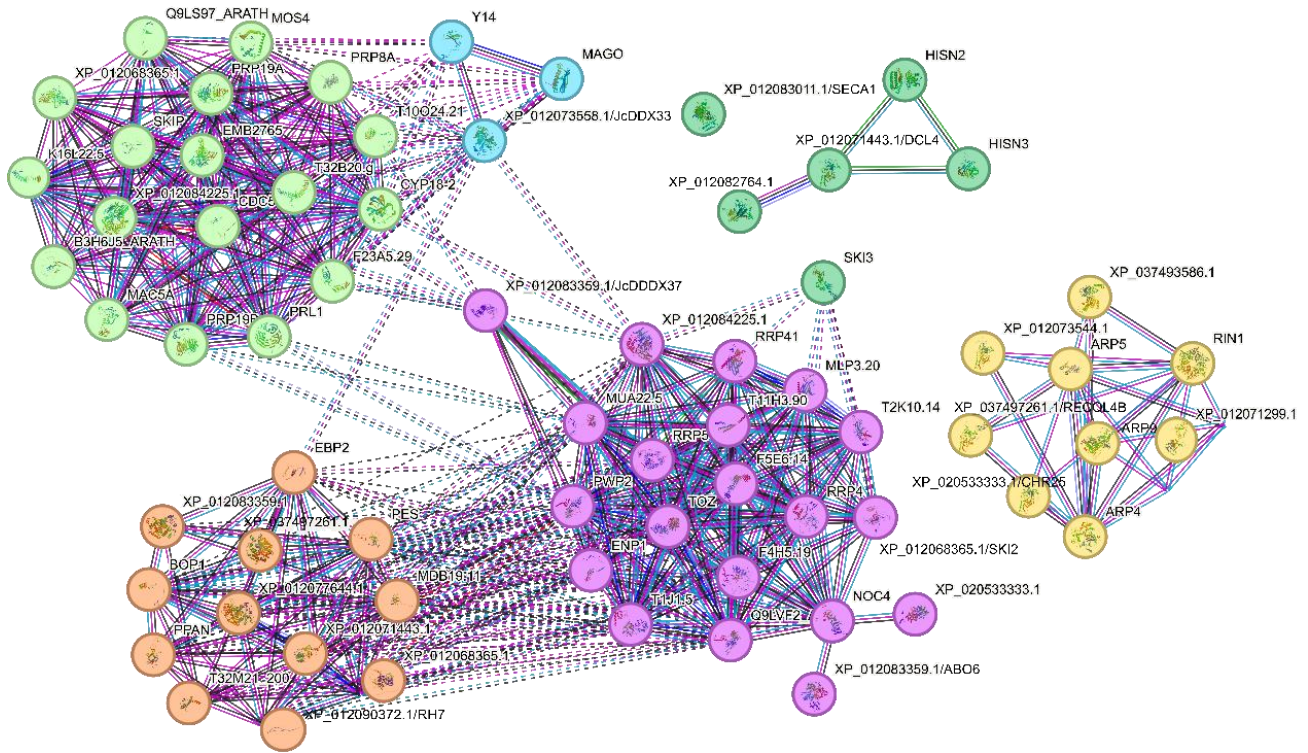 Q9LS97_ARATH
MOS4
Y14
PRP8A
MAGO
XP_012068365.1
PRP19A
T10O24.21
XP_012073558.1/JcDDX33
SKIP
EMB2765
K16L22.5
T32B20.g
XP_012084225.1
CDC5
CYP18-2
B3H6J5_ARATH
F23A5.29
MAC5A
PRP19B
PRL1
HISN2
XP_012083011.1/SECA1
XP_012071443.1/DCL4
HISN3
XP_012082764.1
SKI3
XP_012083359.1/JcDDDX37
XP_012084225.1
RRP41
MLP3.20
MUA22.5
T11H3.90
T2K10.14
RRP5
F5E6.14
PWP2
TOZ
RRP4
ENP1
F4H5.19
XP_012068365.1/SKI2
T1J1.5
Q9LVF2
NOC4
XP_020533333.1
XP_012083359.1/ABO6
XP_037493586.1
XP_012073544.1
ARP5
RIN1
XP_037497261.1/RECQL4B
ARP9
XP_012071299.1
XP_020533333.1/CHR25
ARP4
EBP2
XP_012083359.1
XP_037497261.1
PES
BOP1
XP_012077644.1
MDB19.11
PPAN
XP_012071443.1
XP_012068365.1
T32M21_200
XP_012090372.1/RH7